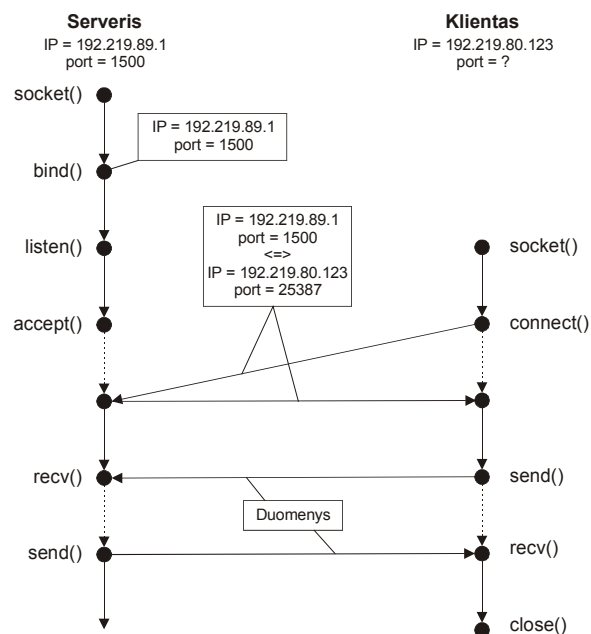 Serveris
IP = 192.219.89.1
port = 1500
Klientas
IP = 192.219.80.123
port = ?
socket()
IP = 192.219.89.1
port = 1500
bind()
IP = 192.219.89.1
port = 1500
<=>
IP = 192.219.80.123
port = 25387
listen()
socket()
accept()
connect()
recv()
send()
Duomenys
send()
recv()
close()